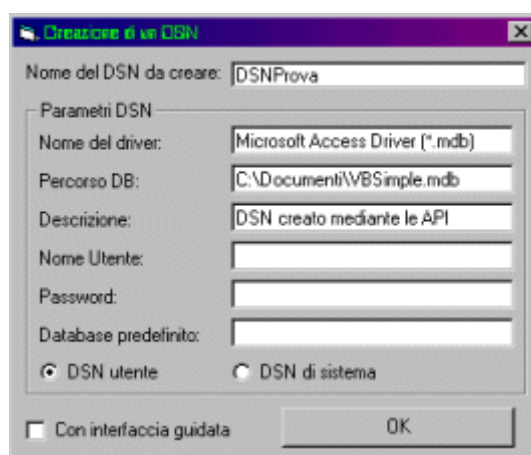 Creazione di un DSN
Nome del DSN da creare: DSNProva
Parametri DSN
Nome del driver: Microsoft Access Driver (*.mdb)
Percorso DB: C:\Documenti\VBSimple.mdb
Descrizione: DSN creato mediante le API
Nome Utente:
Password:
Database predefinito:
DSN utente DSN di sistema
Con interfaccia guidata OK